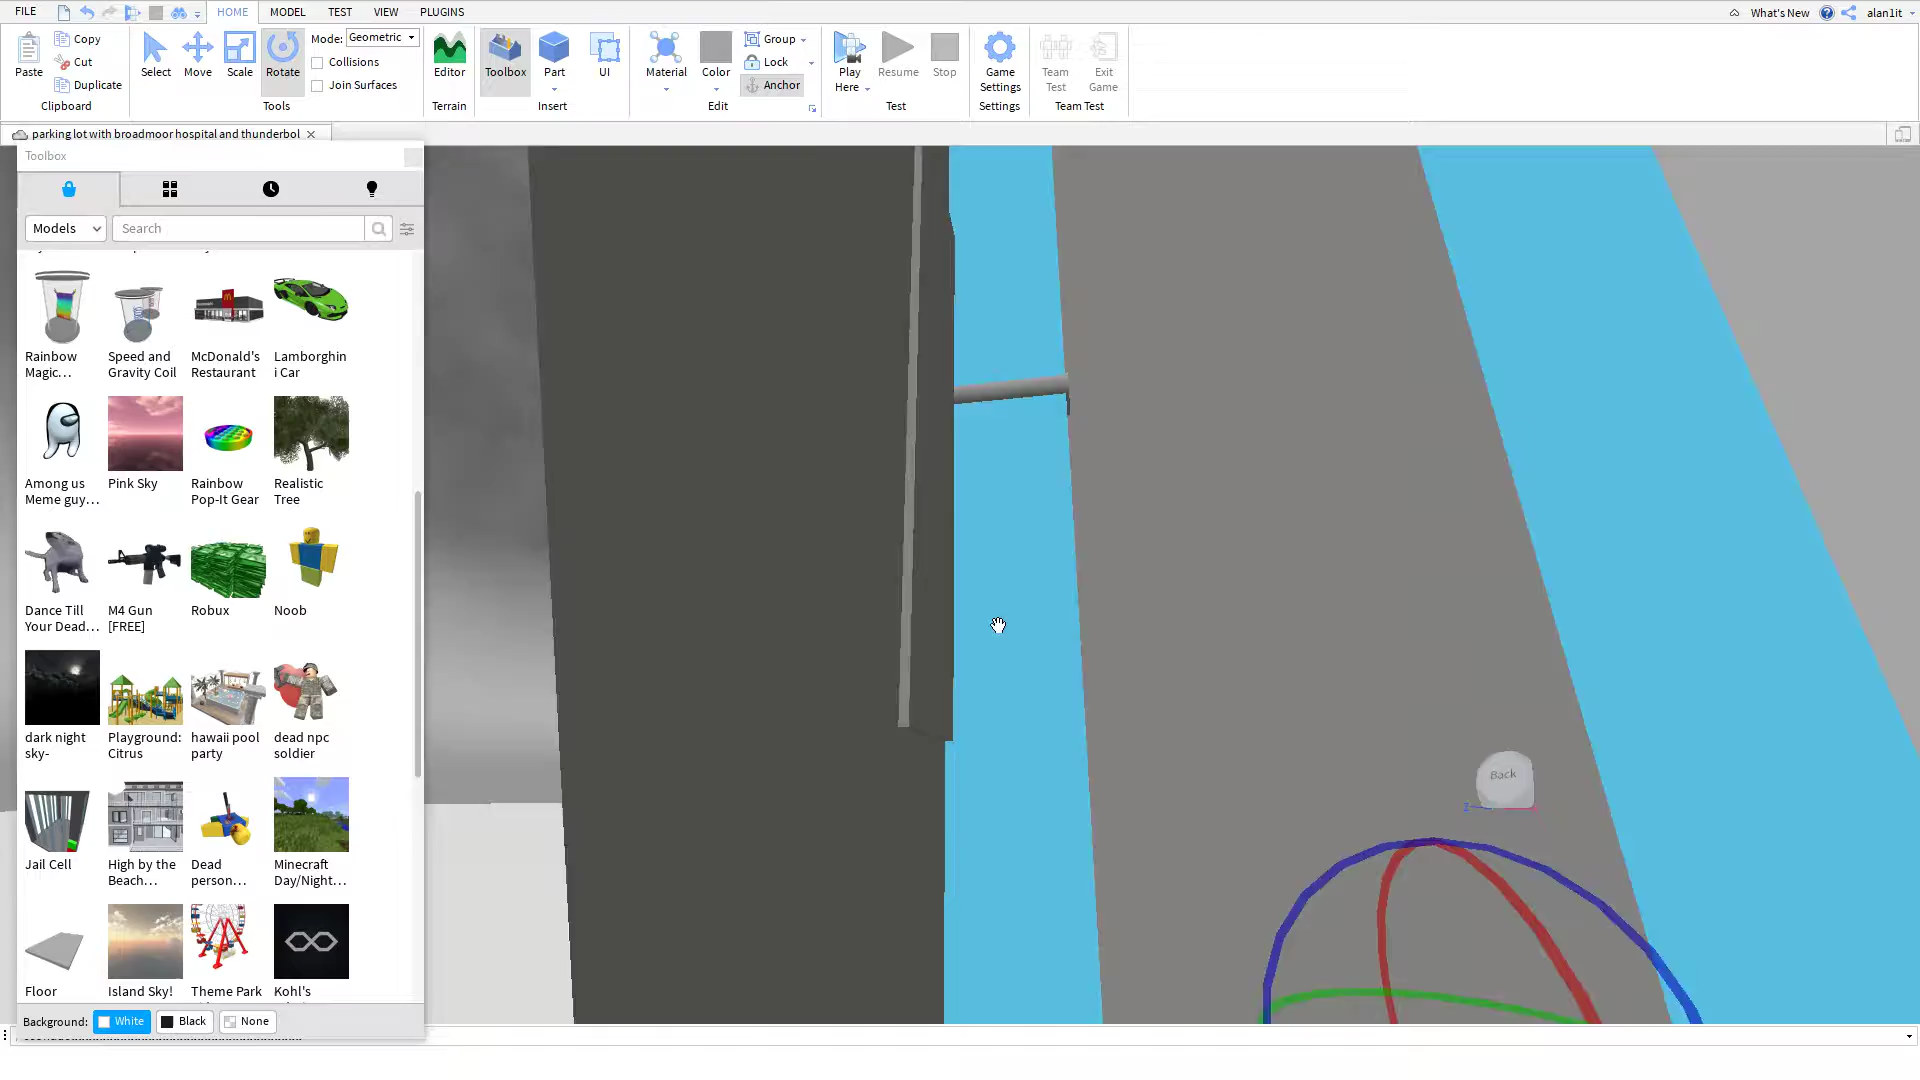 FILE
HOME
MODEL
TEST
VIEW
PLUGINS
What's New
alan1it
Paste
Copy
Cut
Duplicate
Clipboard
Select
Move
Scale
Rotate
Mode:
Geometric
Collisions
Join Surfaces
Tools
Editor
Terrain
Toolbox
Part
UI
Insert
Material
Color
Group
Lock
Anchor
Edit
Play
Here
Resume
Stop
Test
Game
Settings
Settings
Team
Test
Exit
Game
Team Test
parking lot with broadmoor hospital and thunderbol
Toolbox
Models
Search
Rainbow
Magic...
Speed and
Gravity Coil
McDonald's
Restaurant
Lamborghin
i Car
Among us
Meme guy...
Pink Sky
Rainbow
Pop-It Gear
Realistic
Tree
Dance Till
Your Dead...
M4 Gun
[FREE]
Robux
Noob
dark night
sky-
Playground:
Citrus
hawaii pool
party
dead npc
soldier
Jail Cell
High by the
Beach...
Dead
person...
Minecraft
Day/Night...
Floor
Island Sky!
Theme Park
Kohl's
Background:
White
Black
None
Back
Z